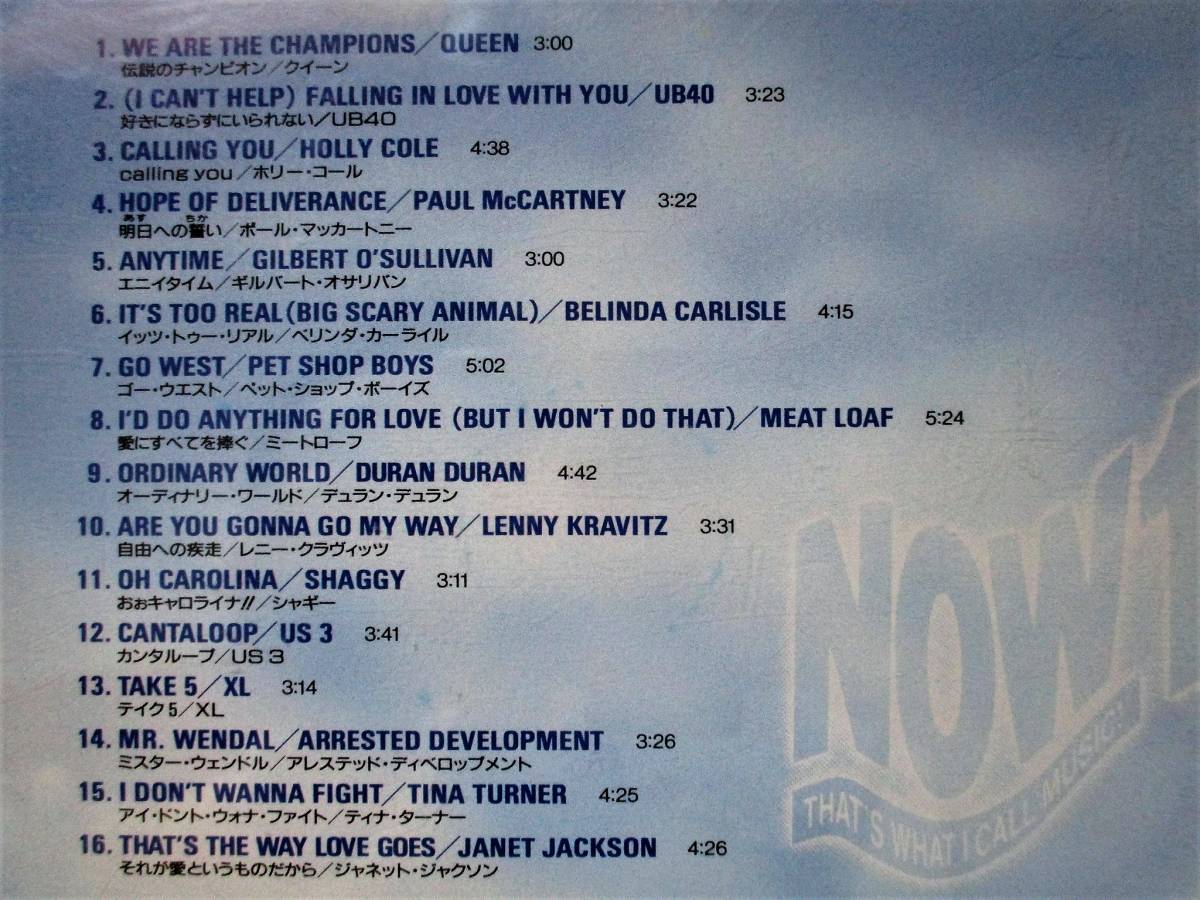 1. WE ARE THE CHAMPIONS／QUEEN 3:00
伝説のチャンピオン／クイーン
2. (I CAN'T HELP) FALLING IN LOVE WITH YOU／UB40 3:23
好きにならずにいられない／UB40
3. CALLING YOU／HOLLY COLE 4:38
calling you／ホリー・コール
4. HOPE OF DELIVERANCE／PAUL McCARTNEY 3:22
あす ちか
明日への誓い／ポール・マッカートニー
5. ANYTIME／GILBERT O'SULLIVAN 3:00
エニイタイム／ギルバート・オサリバン
6. IT'S TOO REAL (BIG SCARY ANIMAL)／BELINDA CARLISLE 4:15
イッツ・トゥー・リアル／ベリンダ・カーライル
7. GO WEST／PET SHOP BOYS 5:02
ゴー・ウエスト／ペット・ショップ・ボーイズ
8. I'D DO ANYTHING FOR LOVE (BUT I WON'T DO THAT)／MEAT LOAF 5:24
愛にすべてを捧ぐ／ミートローフ
9. ORDINARY WORLD／DURAN DURAN 4:42
オーディナリー・ワールド／デュラン・デュラン
10. ARE YOU GONNA GO MY WAY／LENNY KRAVITZ 3:31
自由への疾走／レニー・クラヴィッツ
11. OH CAROLINA／SHAGGY 3:11
おぉキャロライナ!!／シャギー
12. CANTALOOP／US 3 3:41
カンタループ／US 3
13. TAKE 5／XL 3:14
テイク5／XL
14. MR. WENDAL／ARRESTED DEVELOPMENT 3:26
ミスター・ウェンドル／アレステッド・ディベロップメント
15. I DON'T WANNA FIGHT／TINA TURNER 4:25
アイ・ドント・ウォナ・ファイト／ティナ・ターナー
16. THAT'S THE WAY LOVE GOES／JANET JACKSON 4:26
それが愛というものだから／ジャネット・ジャクソン
NOW
THAT'S WHAT I CALL MUSIC!